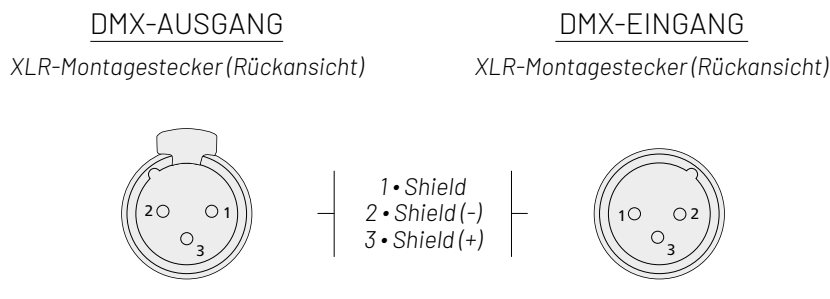 DMX-AUSGANG
XLR-Montagestecker (Rückansicht)
DMX-EINGANG
XLR-Montagestecker (Rückansicht)
2 1
3
1 • Shield
2 • Shield (-)
3 • Shield (+)
1 2
3